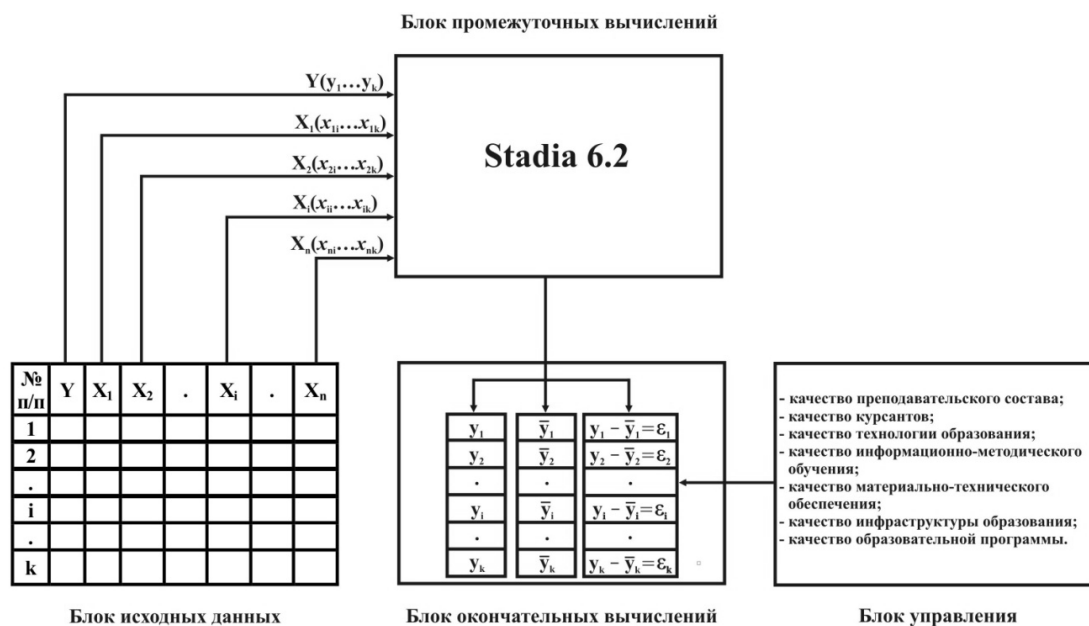 Блок промежуточных вычислений
Y(y₁…yₖ)
X₁(x₁ᵢ…x₁ₖ)
X₂(x₂ᵢ…x₂ₖ)
Xᵢ(xᵢᵢ…xᵢₖ)
Xₙ(xₙᵢ…xₙₖ)
Stadia 6.2
№ п/п Y X₁ X₂ . Xᵢ . Xₙ
1
2
.
i
.
k
y₁ ȳ₁ y₁ – ȳ₁=ε₁
y₂ ȳ₂ y₂ – ȳ₂=ε₂
. . .
yᵢ ȳᵢ yᵢ – ȳᵢ=εᵢ
. . .
yₖ ȳₖ yₖ – ȳₖ=εₖ
- качество преподавательского состава;
- качество курсантов;
- качество технологии образования;
- качество информационно-методического
обучения;
- качество материально-технического
обеспечения;
- качество инфраструктуры образования;
- качество образовательной программы.
Блок исходных данных
Блок окончательных вычислений
Блок управления